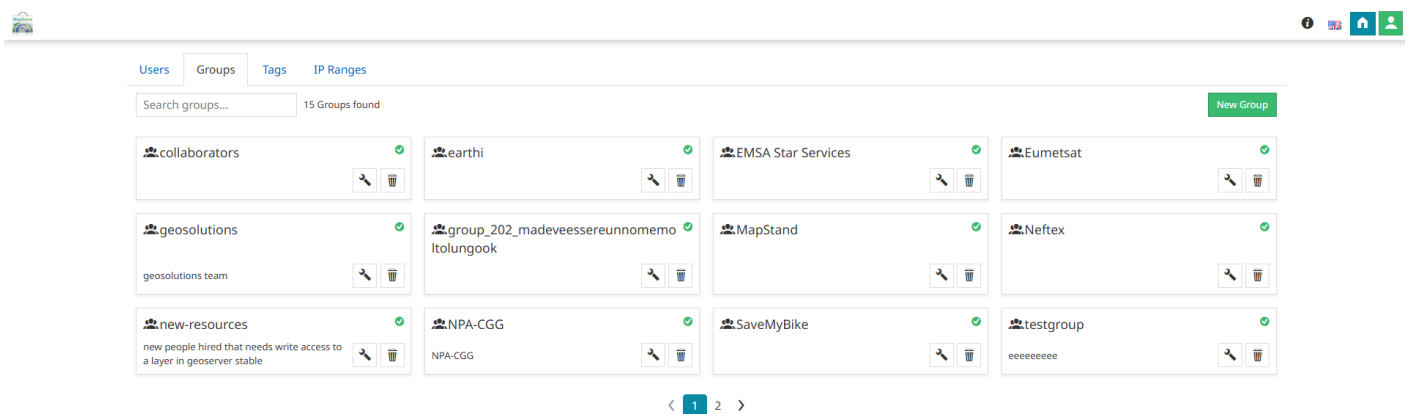 MapStore
Users Groups Tags IP Ranges
Search groups... 15 Groups found New Group
collaborators earthi EMSA Star Services Eumetsat
geosolutions group_202_madeveessereunnomemo MapStand Neftex
ltolungook
geosolutions team
new-resources NPA-CGG SaveMyBike testgroup
new people hired that needs write access to
a layer in geoserver stable NPA-CGG eeeeeeeee
1 2